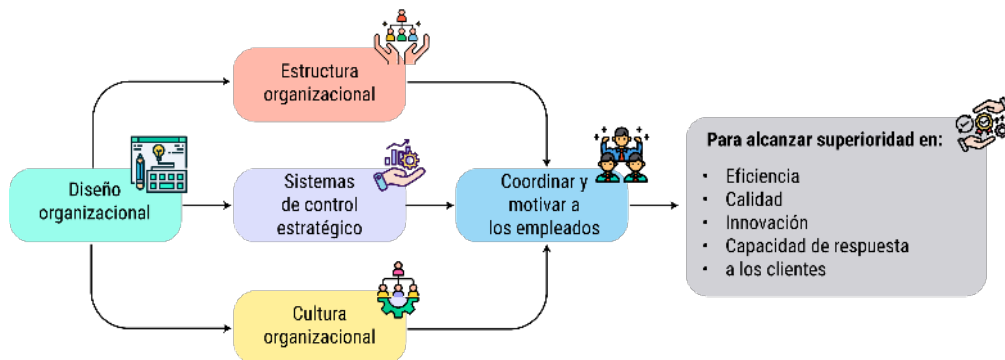 Estructura
organizacional
Diseño
organizacional
Sistemas
de control
estratégico
Coordinar y
motivar a
los empleados
Cultura
organizacional
Para alcanzar superioridad en:
• Eficiencia
• Calidad
• Innovación
• Capacidad de respuesta
• a los clientes